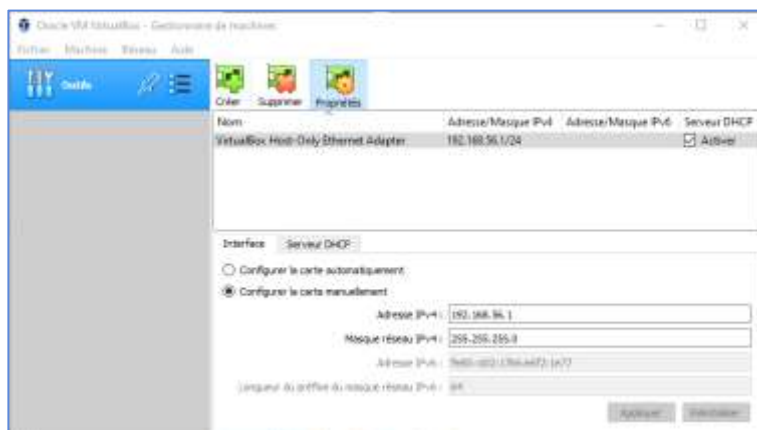 Oracle VM VirtualBox - Gestionnaire de machines
Fichier Machine Réseau Aide
Outils
Créer Supprimer Propriétés
Nom Adresse/Masque IPv4 Adresse/Masque IPv6 Serveur DHCP
VirtualBox Host-Only Ethernet Adapter 192.168.56.1/24 Activer
Interface Serveur DHCP
Configurer la carte automatiquement
Configurer la carte manuellement
Adresse IPv4 : 192.168.56.1
Masque réseau IPv4 : 255.255.255.0
Adresse IPv6 :
Longueur du préfixe du masque réseau IPv6 : 64
Appliquer Réinitialiser